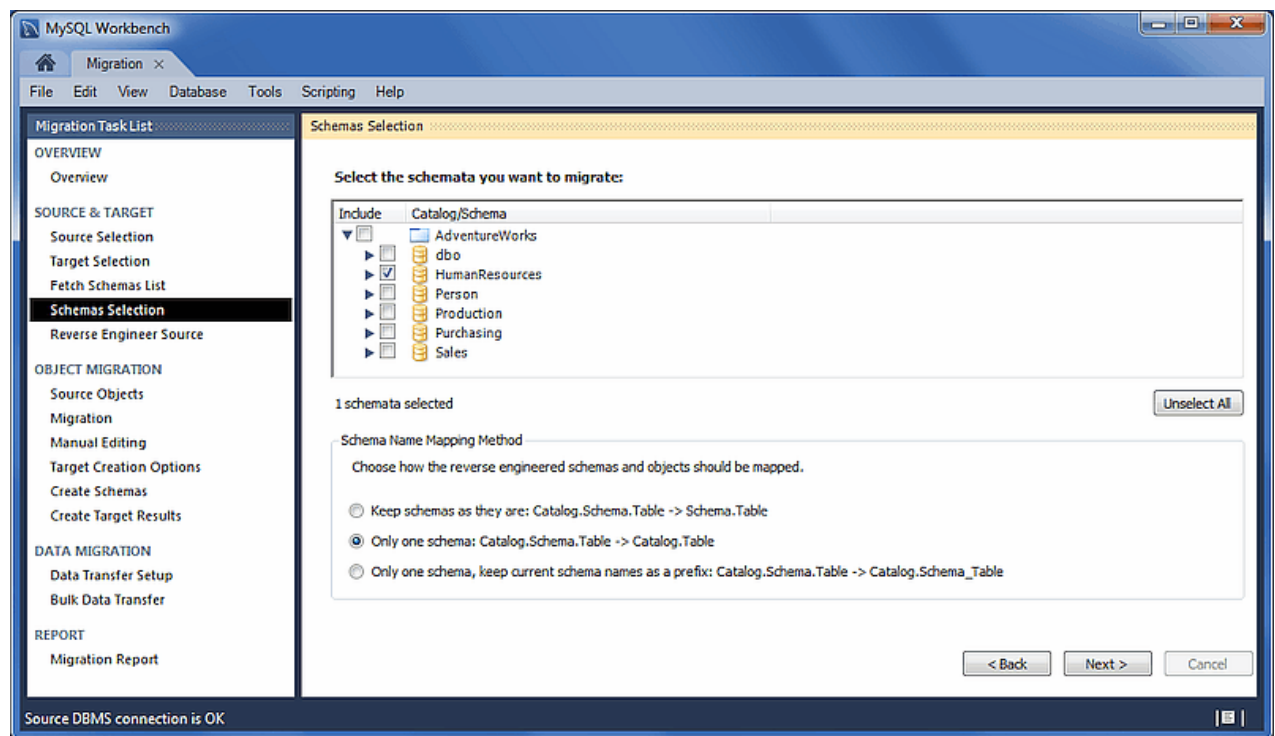 MySQL Workbench
Migration ×
File Edit View Database Tools Scripting Help
Migration Task List
OVERVIEW
Overview
SOURCE & TARGET
Source Selection
Target Selection
Fetch Schemas List
Schemas Selection
Reverse Engineer Source
OBJECT MIGRATION
Source Objects
Migration
Manual Editing
Target Creation Options
Create Schemas
Create Target Results
DATA MIGRATION
Data Transfer Setup
Bulk Data Transfer
REPORT
Migration Report
Schemas Selection
Select the schemata you want to migrate:
Include Catalog/Schema
AdventureWorks
dbo
HumanResources
Person
Production
Purchasing
Sales
1 schemata selected
Unselect All
Schema Name Mapping Method
Choose how the reverse engineered schemas and objects should be mapped.
Keep schemas as they are: Catalog.Schema.Table -> Schema.Table
Only one schema: Catalog.Schema.Table -> Catalog.Table
Only one schema, keep current schema names as a prefix: Catalog.Schema.Table -> Catalog.Schema_Table
< Back Next > Cancel
Source DBMS connection is OK